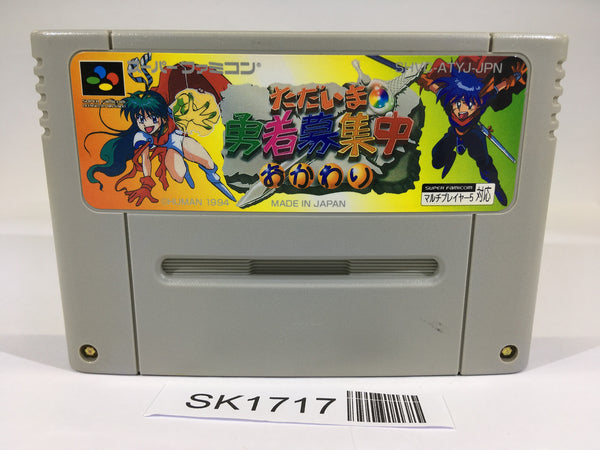 スーパーファミコン
SHVC-ATYJ-JPN
ただいま
勇者募集中
おかわり
SUPER FAMICOM
マルチプレイヤー5 対応
©HUMAN 1994
MADE IN JAPAN
SK1717